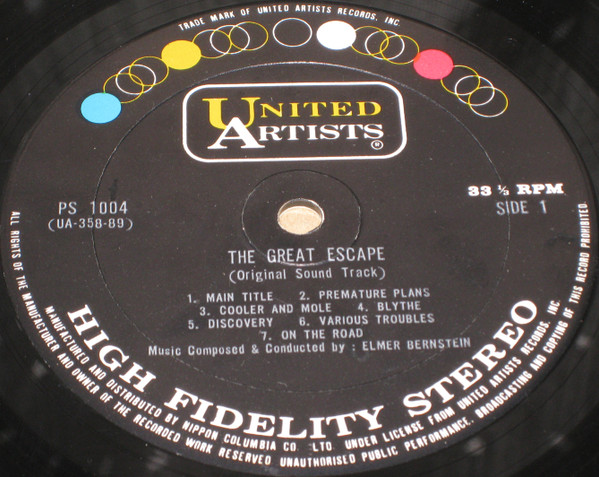 TRADE MARK OF UNITED ARTISTS RECORDS, INC.
UNITED
ARTISTS
®
33 ⅓ RPM
PS 1004
SIDE 1
(UA-358-89)
THE GREAT ESCAPE
(Original Sound Track)
1. MAIN TITLE 2. PREMATURE PLANS
3. COOLER AND MOLE 4. BLYTHE
5. DISCOVERY 6. VARIOUS TROUBLES
7. ON THE ROAD
Music Composed & Conducted by : ELMER BERNSTEIN
HIGH FIDELITY STEREO
MANUFACTURED AND DISTRIBUTED BY NIPPON COLUMBIA CO. LTD. UNDER LICENSE FROM UNITED ARTISTS RECORDS, INC.
ALL RIGHTS OF THE MANUFACTURER AND OWNER OF THE RECORDED WORK RESERVED UNAUTHORISED PUBLIC PERFORMANCE, BROADCASTING AND COPYING OF THIS RECORD PROHIBITED.